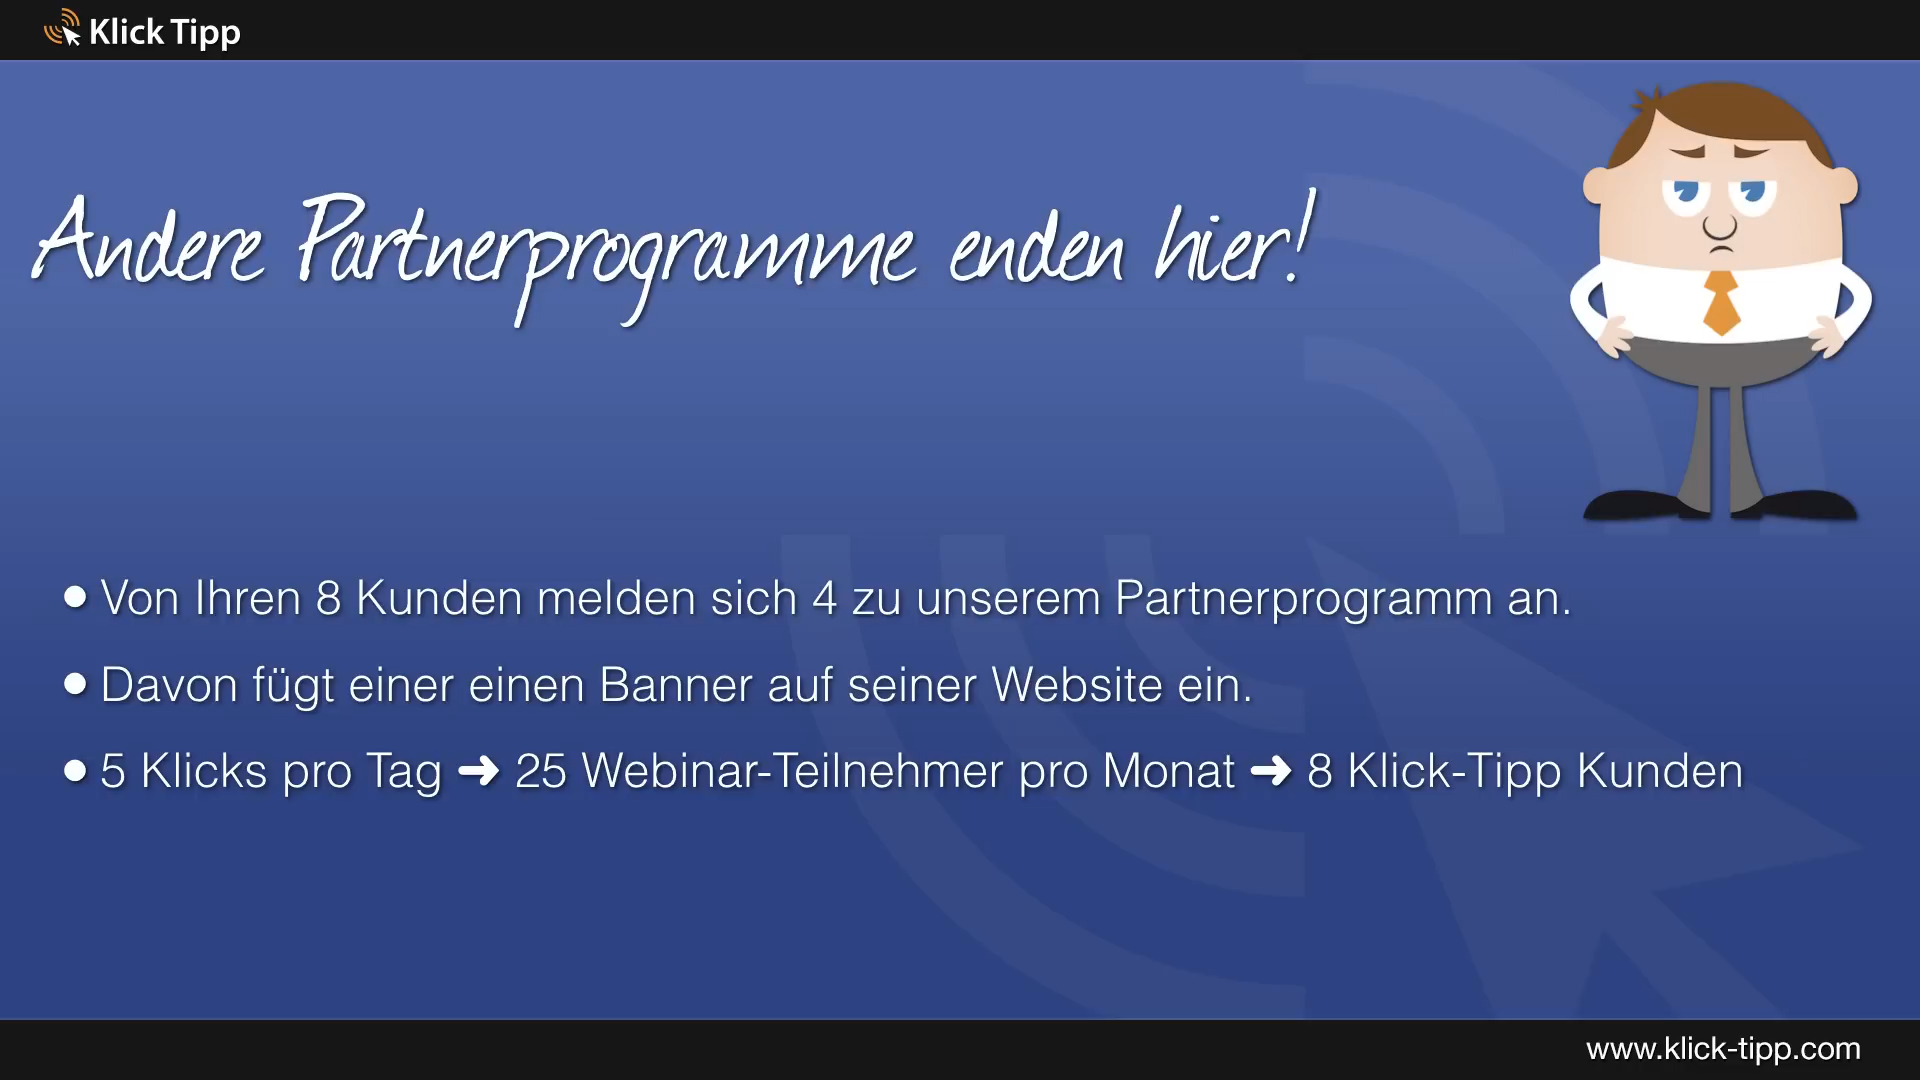 Klick Tipp
Andere Partnerprogramme enden hier!
• Von Ihren 8 Kunden melden sich 4 zu unserem Partnerprogramm an.
• Davon fügt einer einen Banner auf seiner Website ein.
• 5 Klicks pro Tag ➜ 25 Webinar-Teilnehmer pro Monat ➜ 8 Klick-Tipp Kunden
www.klick-tipp.com